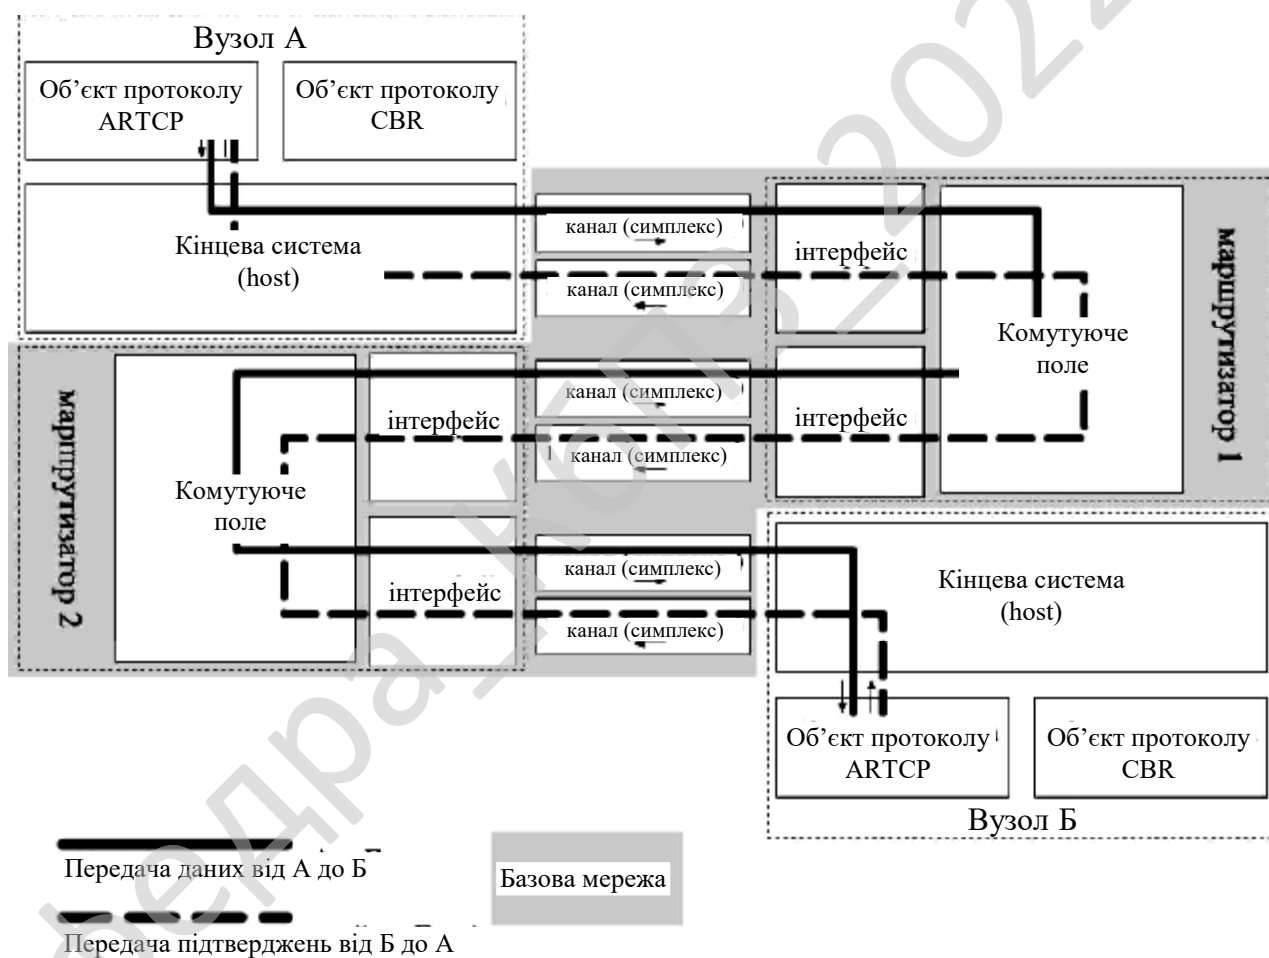 Вузол А
Об’єкт протоколу
ARTCP
Об’єкт протоколу
CBR
Кінцева система
(host)
канал (симплекс)
канал (симплекс)
інтерфейс
Комутуюче
поле
маршрутизатор 1
канал (симплекс)
канал (симплекс)
інтерфейс
інтерфейс
маршрутизатор 2
Комутуюче
поле
інтерфейс
канал (симплекс)
канал (симплекс)
Кінцева система
(host)
Об’єкт протоколу
ARTCP
Об’єкт протоколу
CBR
Вузол Б
Передача даних від А до Б
Базова мережа
Передача підтверджень від Б до А
федра_КбПЗ_202